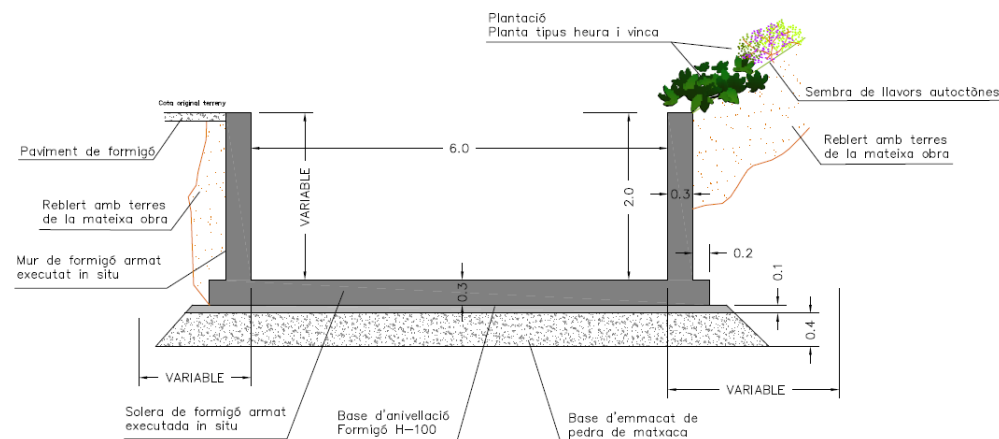 Plantació
Planta tipus heura i vinca
Sembra de llavors autoctònes
Cota original terreny
Paviment de formigó
6.0
Reblert amb terres
de la mateixa obra
VARIABLE
2.0
0.3
Reblert amb terres
de la mateixa obra
Mur de formigó armat
executat in situ
0.2
0.3
0.1
0.4
VARIABLE
VARIABLE
Solera de formigó armat
executada in situ
Base d'anivellació
Formigó H-100
Base d'emmacat de
pedra de matxaca